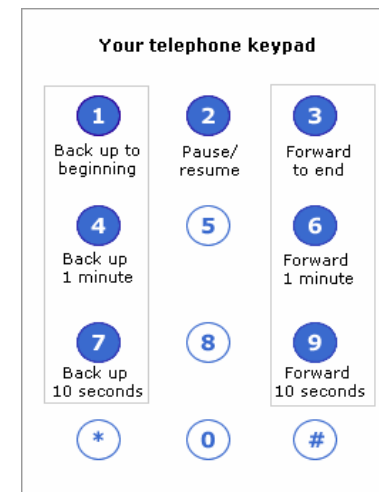 Your telephone keypad
1 2 3
Back up to Pause/ Forward
beginning resume to end
4 5 6
Back up Forward
1 minute 1 minute
7 8 9
Back up Forward
10 seconds 10 seconds
* 0 #